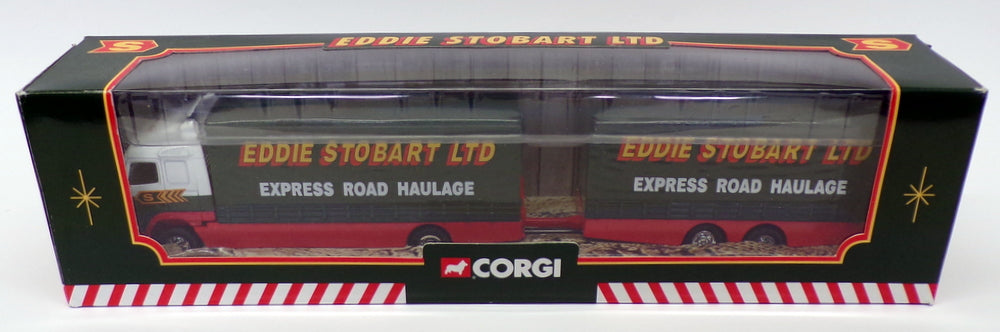 S
EDDIE STOBART LTD
S
EDDIE STOBART LTD
EXPRESS ROAD HAULAGE
S
EDDIE STOBART LTD
EXPRESS ROAD HAULAGE
CORGI